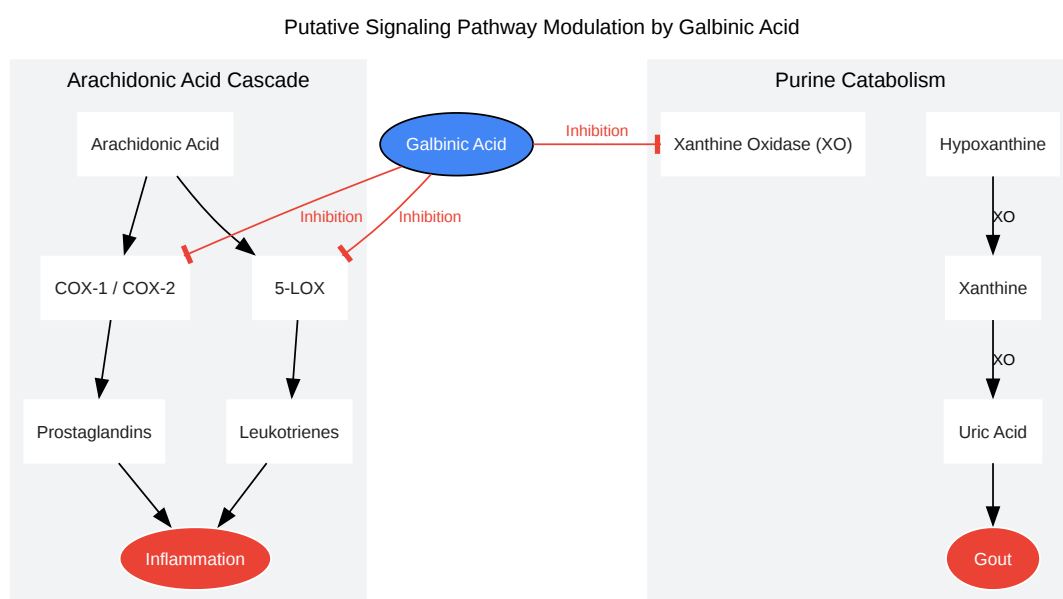 Putative Signaling Pathway Modulation by Galbinic Acid
Arachidonic Acid Cascade
Purine Catabolism
Arachidonic Acid
Galbinic Acid
Inhibition
Xanthine Oxidase (XO)
Hypoxanthine
Inhibition
Inhibition
XO
COX-1 / COX-2
5-LOX
Xanthine
XO
Prostaglandins
Leukotrienes
Uric Acid
Inflammation
Gout